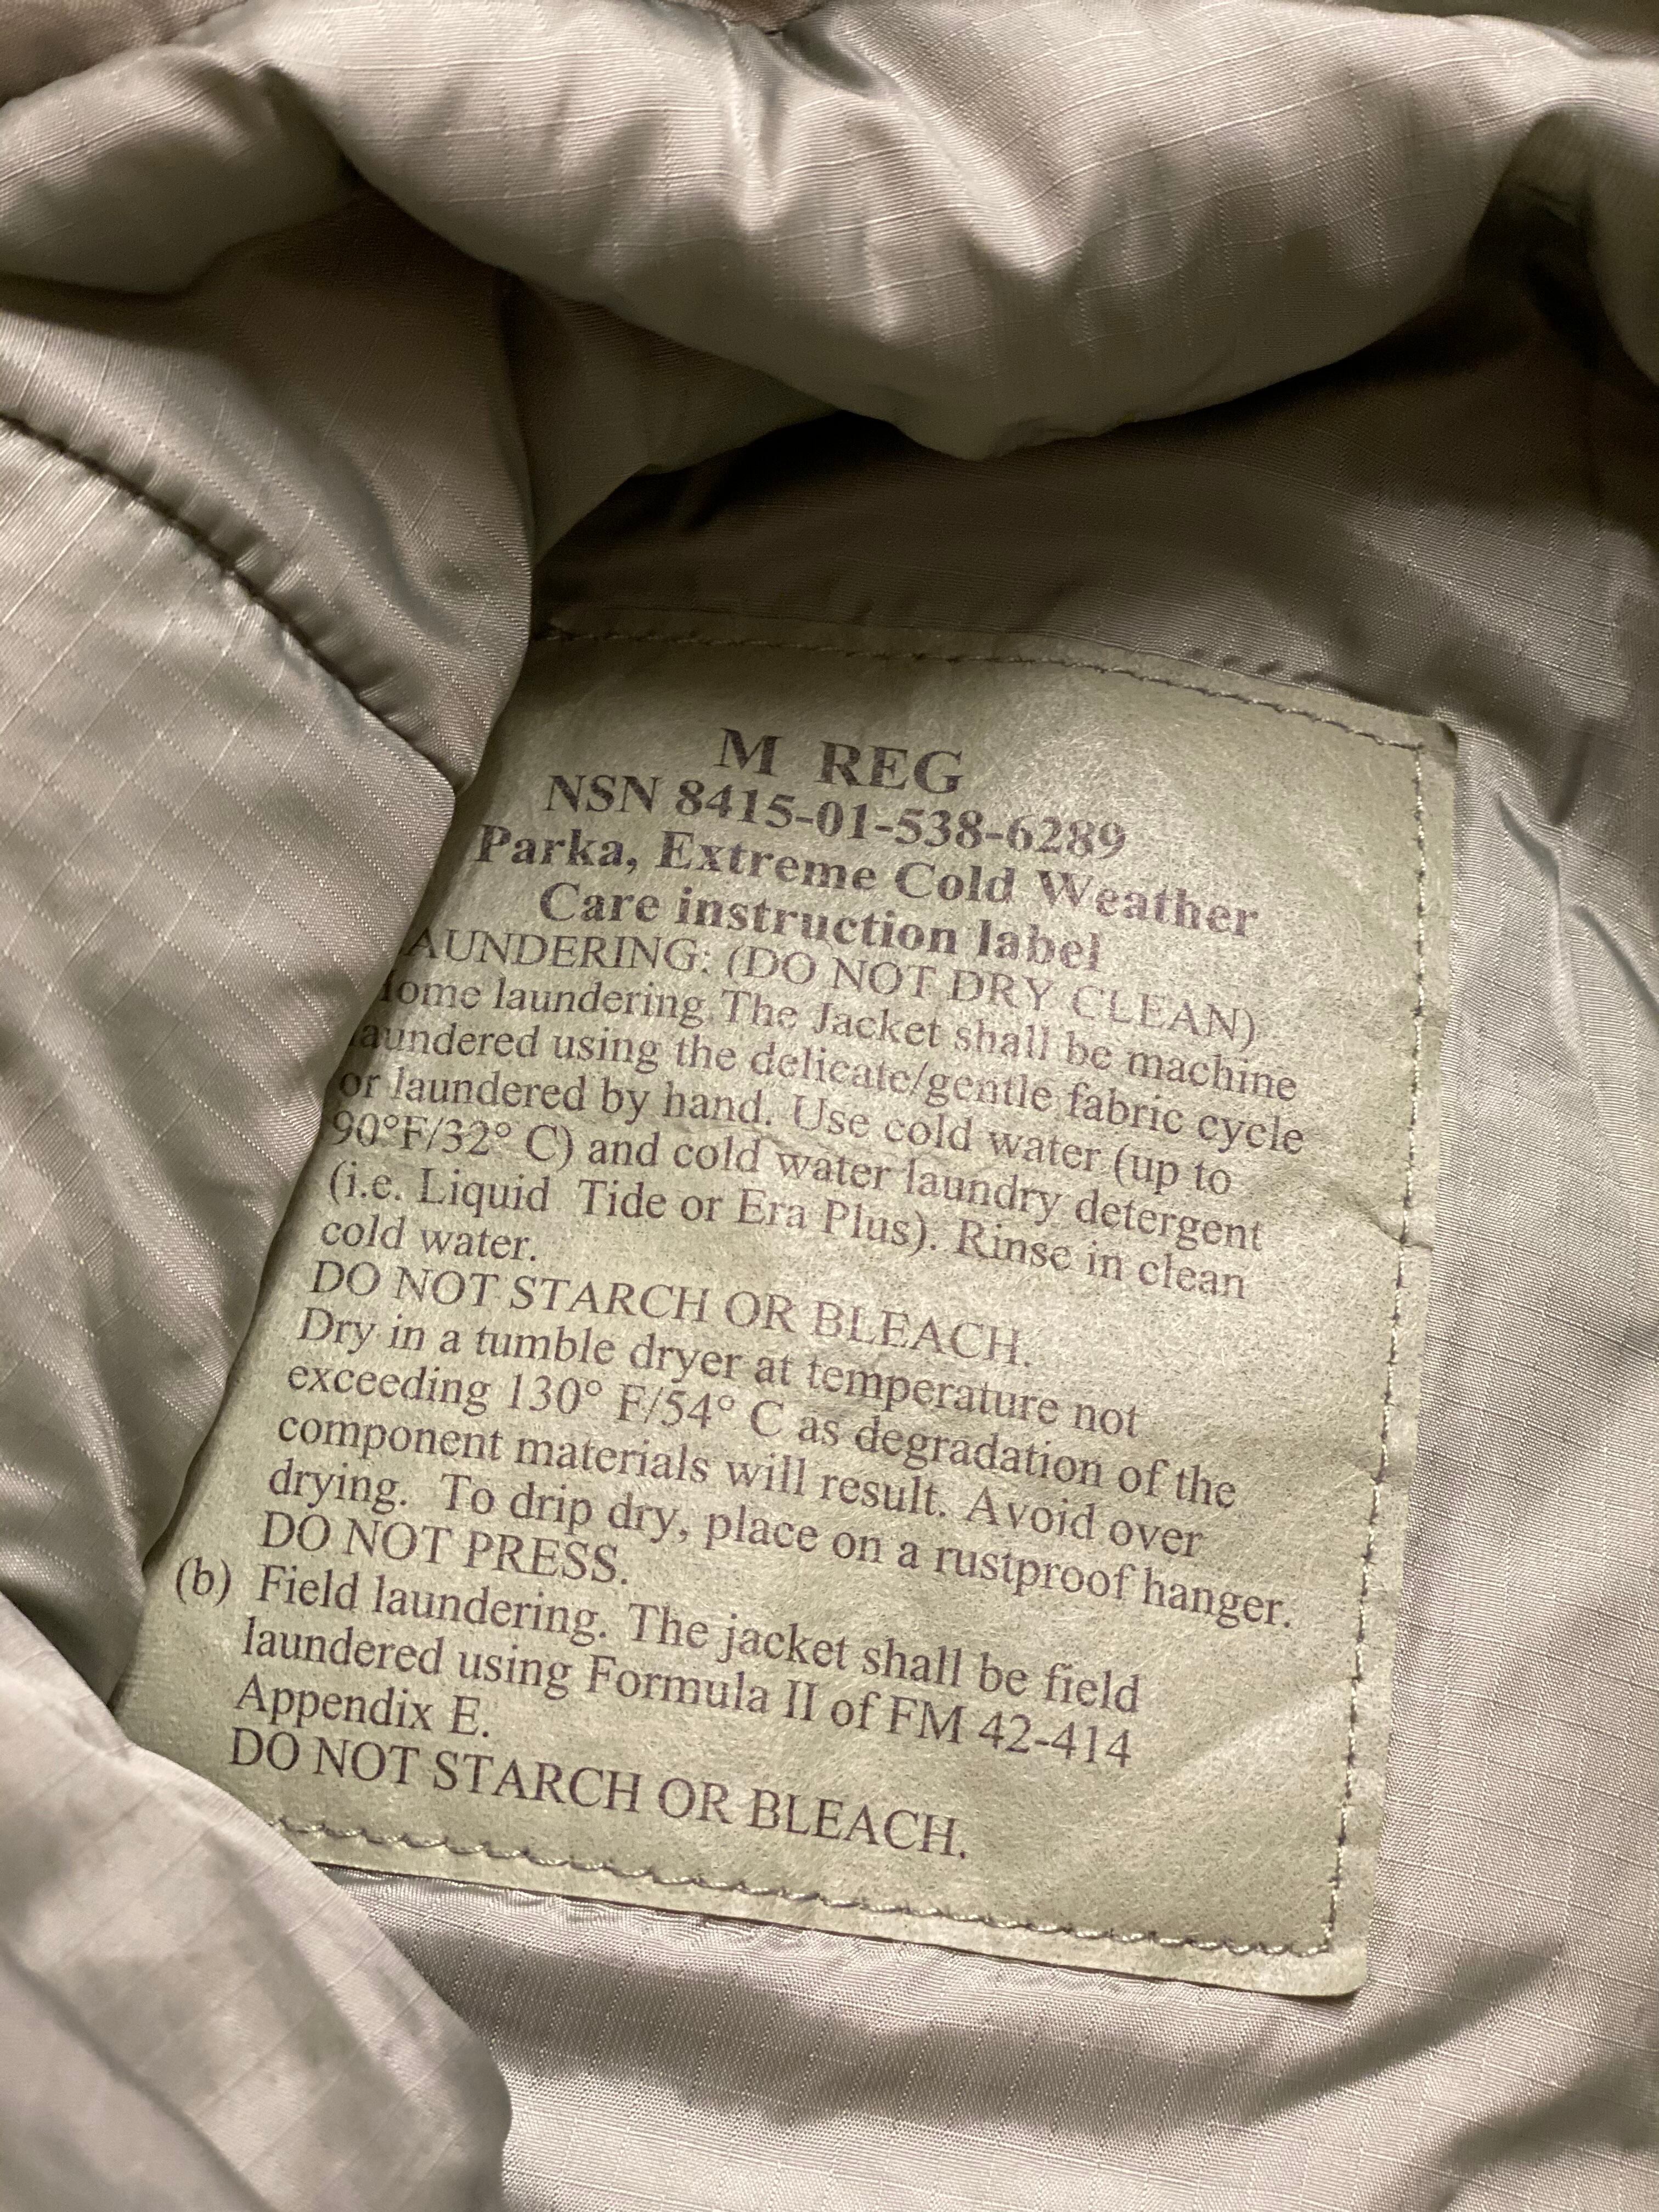 M REG
NSN 8415-01-538-6289
Parka, Extreme Cold Weather
Care instruction label
AUNDERING: (DO NOT DRY CLEAN)
ome laundering The Jacket shall be machine
laundered using the delicate/gentle fabric cycle
or laundered by hand. Use cold water (up to
90°F/32° C) and cold water laundry detergent
(i.e. Liquid Tide or Era Plus). Rinse in clean
cold water.
DO NOT STARCH OR BLEACH.
Dry in a tumble dryer at temperature not
exceeding 130° F/54° C as degradation of the
component materials will result. Avoid over
drying. To drip dry, place on a rustproof hanger.
DO NOT PRESS.
(b) Field laundering. The jacket shall be field
laundered using Formula II of FM 42-414
Appendix E.
DO NOT STARCH OR BLEACH.